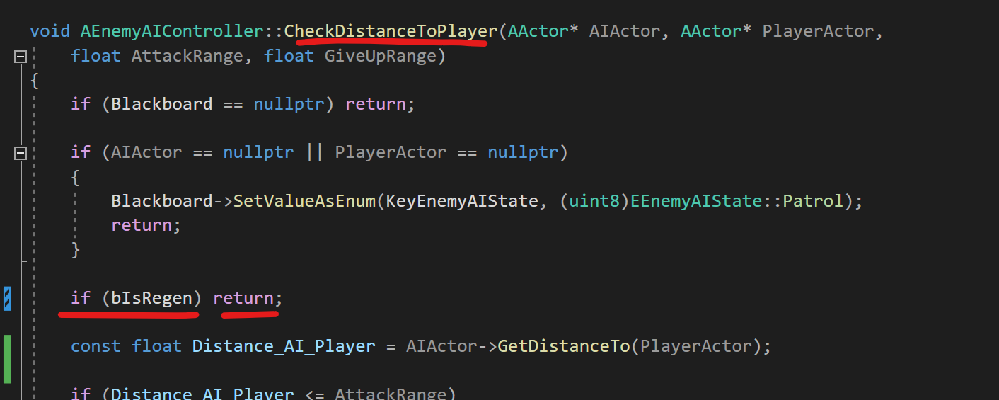 void AEnemyAIController::CheckDistanceToPlayer(AActor* AIActor, AActor* PlayerActor,
float AttackRange, float GiveUpRange)
{
if (Blackboard == nullptr) return;
if (AIActor == nullptr || PlayerActor == nullptr)
{
Blackboard->SetValueAsEnum(KeyEnemyAIState, (uint8)EEnemyAIState::Patrol);
return;
}
if (bIsRegen) return;
const float Distance_AI_Player = AIActor->GetDistanceTo(PlayerActor);
if (Distance_AI_Player <= AttackRange)